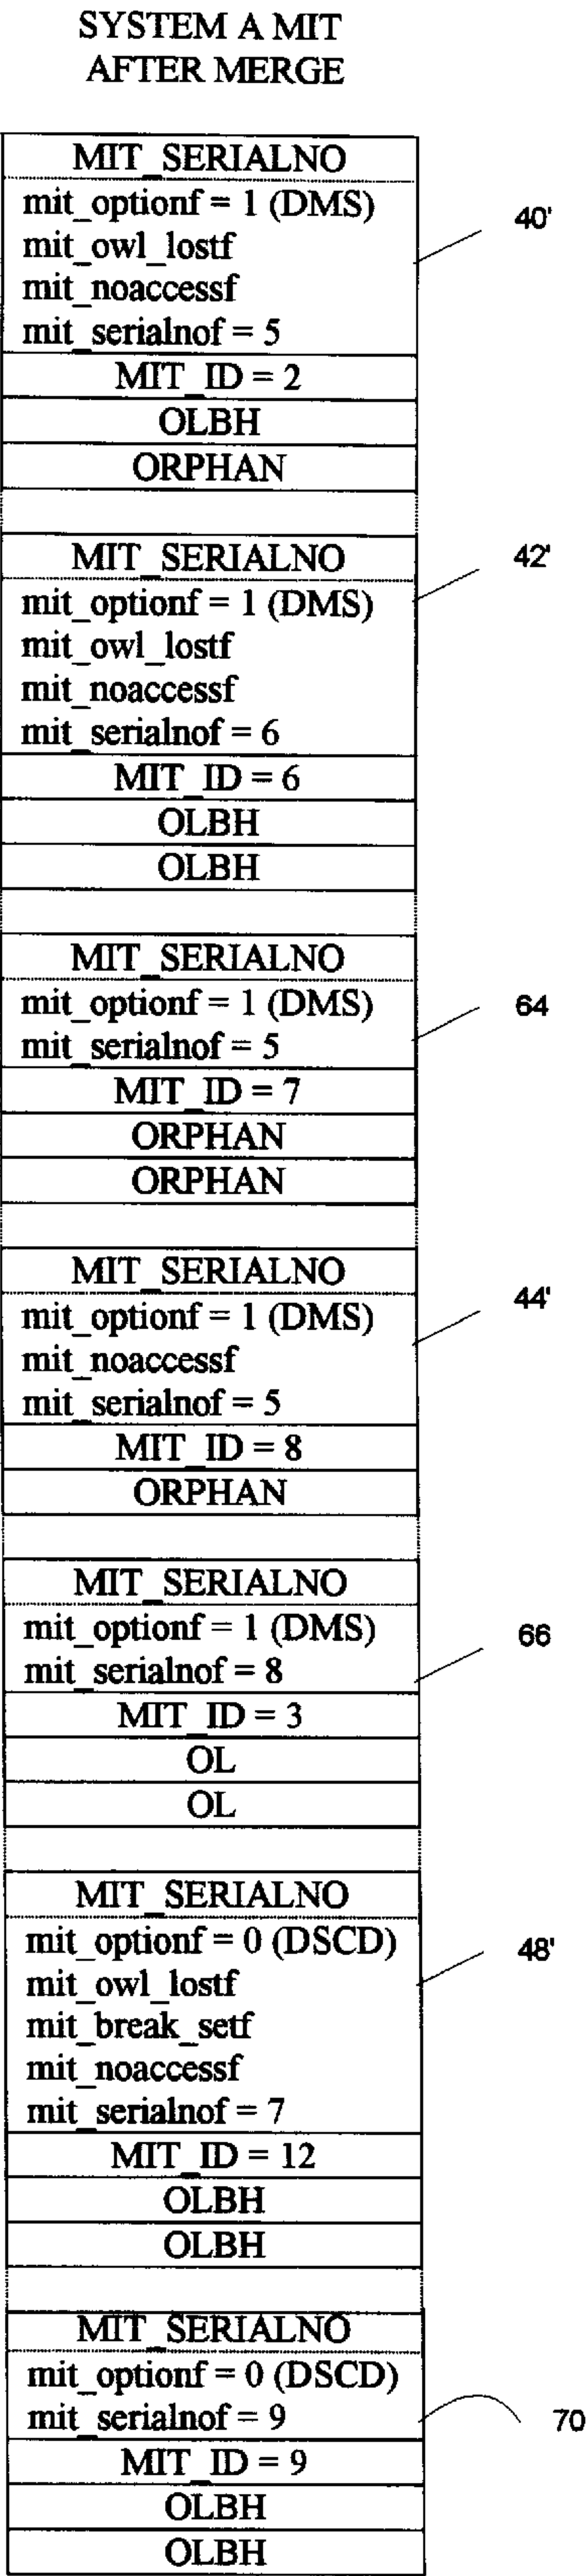 SYSTEM A MIT
AFTER MERGE
MIT_SERIALNO
mit_optionf = 1 (DMS)
40'
mit_owl_lostf
mit_noaccessf
mit_serialnof = 5
MIT_ID = 2
OLBH
ORPHAN
MIT_SERIALNO
42'
mit_optionf = 1 (DMS)
mit_owl_lostf
mit_noaccessf
mit_serialnof = 6
MIT_ID = 6
OLBH
OLBH
MIT_SERIALNO
mit_optionf = 1 (DMS)
64
mit_serialnof = 5
MIT_ID = 7
ORPHAN
ORPHAN
MIT_SERIALNO
44'
mit_optionf = 1 (DMS)
mit_noaccessf
mit_serialnof = 5
MIT_ID = 8
ORPHAN
MIT_SERIALNO
mit_optionf = 1 (DMS)
66
mit_serialnof = 8
MIT_ID = 3
OL
OL
MIT_SERIALNO
mit_optionf = 0 (DSCD)
48'
mit_owl_lostf
mit_break_setf
mit_noaccessf
mit_serialnof = 7
MIT_ID = 12
OLBH
OLBH
MIT_SERIALNO
mit_optionf = 0 (DSCD)
mit_serialnof = 9
70
MIT_ID = 9
OLBH
OLBH